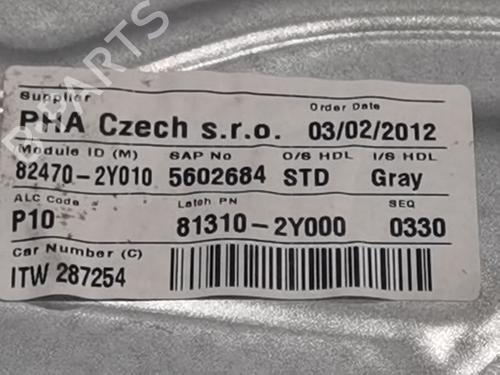 Supplier Order Date
PHA Czech s.r.o. 03/02/2012
Module ID (M) SAP No O/S HDL I/S HDL
82470-2Y010 5602684 STD Gray
ALC Code Latch PN SEQ
P10 81310-2Y000 0330
Car Number (C)
ITW 287254